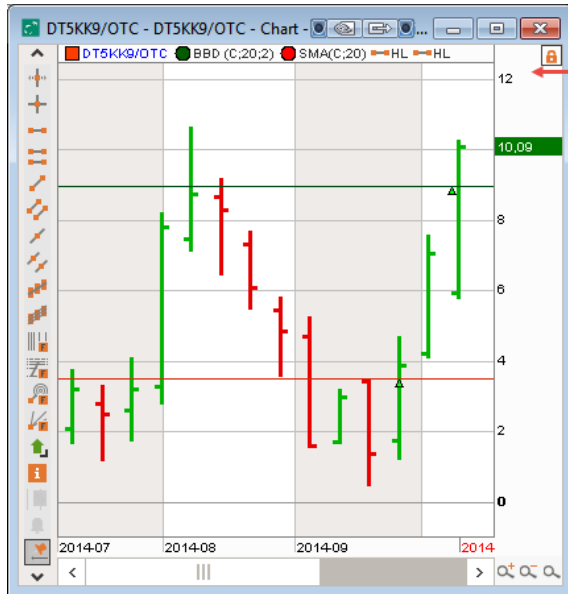 DT5KK9/OTC - DT5KK9/OTC - Chart - ...
DT5KK9/OTC BBD (C;20;2) SMA(C;20) HL HL
12
10,09
8
6
4
2
0
2014-07 2014-08 2014-09 2014